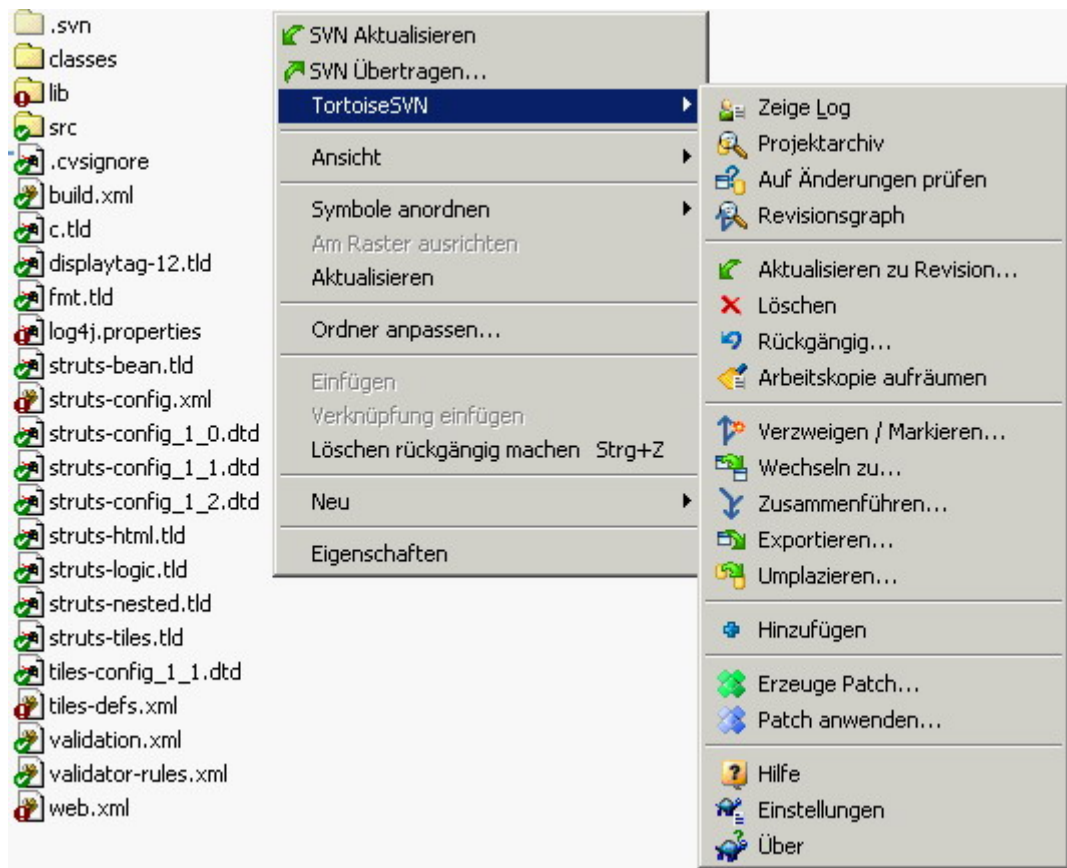 .svn
classes
lib
src
.cvsignore
build.xml
c.tld
displaytag-12.tld
fmt.tld
log4j.properties
struts-bean.tld
struts-config.xml
struts-config_1_0.dtd
struts-config_1_1.dtd
struts-config_1_2.dtd
struts-html.tld
struts-logic.tld
struts-nested.tld
struts-tiles.tld
tiles-config_1_1.dtd
tiles-defs.xml
validation.xml
validator-rules.xml
web.xml
SVN Aktualisieren
SVN Übertragen...
TortoiseSVN
Ansicht
Symbole anordnen
Am Raster ausrichten
Aktualisieren
Ordner anpassen...
Einfügen
Verknüpfung einfügen
Löschen rückgängig machen Strg+Z
Neu
Eigenschaften
Zeige Log
Projektarchiv
Auf Änderungen prüfen
Revisionsgraph
Aktualisieren zu Revision...
Löschen
Rückgängig...
Arbeitskopie aufräumen
Verzweigen / Markieren...
Wechseln zu...
Zusammenführen...
Exportieren...
Umplazieren...
Hinzufügen
Erzeuge Patch...
Patch anwenden...
Hilfe
Einstellungen
Über